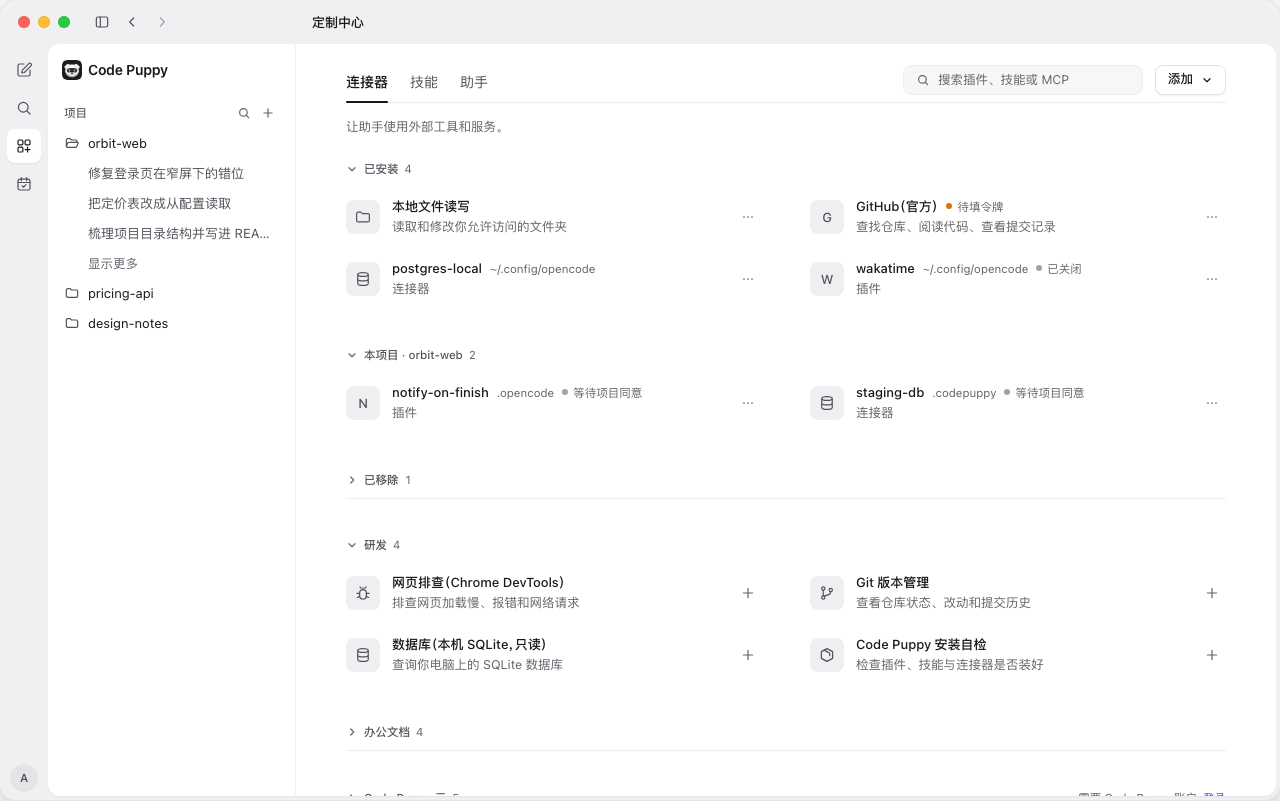 定制中心
Code Puppy
项目
orbit-web
修复登录页在窄屏下的错位
把定价表改成从配置读取
梳理项目目录结构并写进 REA...
显示更多
pricing-api
design-notes
A
连接器 技能 助手
搜索插件、技能或 MCP
添加
让助手使用外部工具和服务。
已安装 4
本地文件读写
读取和修改你允许访问的文件夹
G
GitHub(官方) 待填令牌
查找仓库、阅读代码、查看提交记录
postgres-local ~/.config/opencode
连接器
W
wakatime ~/.config/opencode 已关闭
插件
本项目 · orbit-web 2
N
notify-on-finish .opencode 等待项目同意
插件
staging-db .codepuppy 等待项目同意
连接器
已移除 1
研发 4
网页排查(Chrome DevTools)
排查网页加载慢、报错和网络请求
Git 版本管理
查看仓库状态、改动和提交历史
数据库(本机 SQLite, 只读)
查询你电脑上的 SQLite 数据库
Code Puppy 安装自检
检查插件、技能与连接器是否装好
办公文档 4